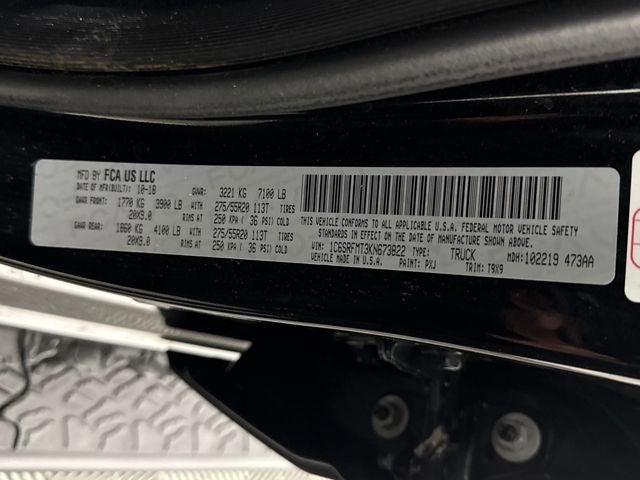 MFD BY FCA US LLC
DATE OF MFR(BUILT): 10-18 GVWR: 3221 KG 7100 LB
GAWR FRONT: 1770 KG 3900 LB WITH 275/55R20 113T TIRES
20X9.0 RIMS AT 250 KPA ( 36 PSI) COLD
GAWR REAR: 1860 KG 4100 LB WITH 275/55R20 113T TIRES
20X9.0 RIMS AT 250 KPA ( 36 PSI) COLD
THIS VEHICLE CONFORMS TO ALL APPLICABLE U.S.A. FEDERAL MOTOR VEHICLE SAFETY
STANDARDS IN EFFECT ON THE DATE OF MANUFACTURE SHOWN ABOVE.
VIN: 1C6SRFMT3KN673822 TYPE: TRUCK MDH: 102219 473AA
VEHICLE MADE IN U.S.A. PAINT: PXJ TRIM: T9X9